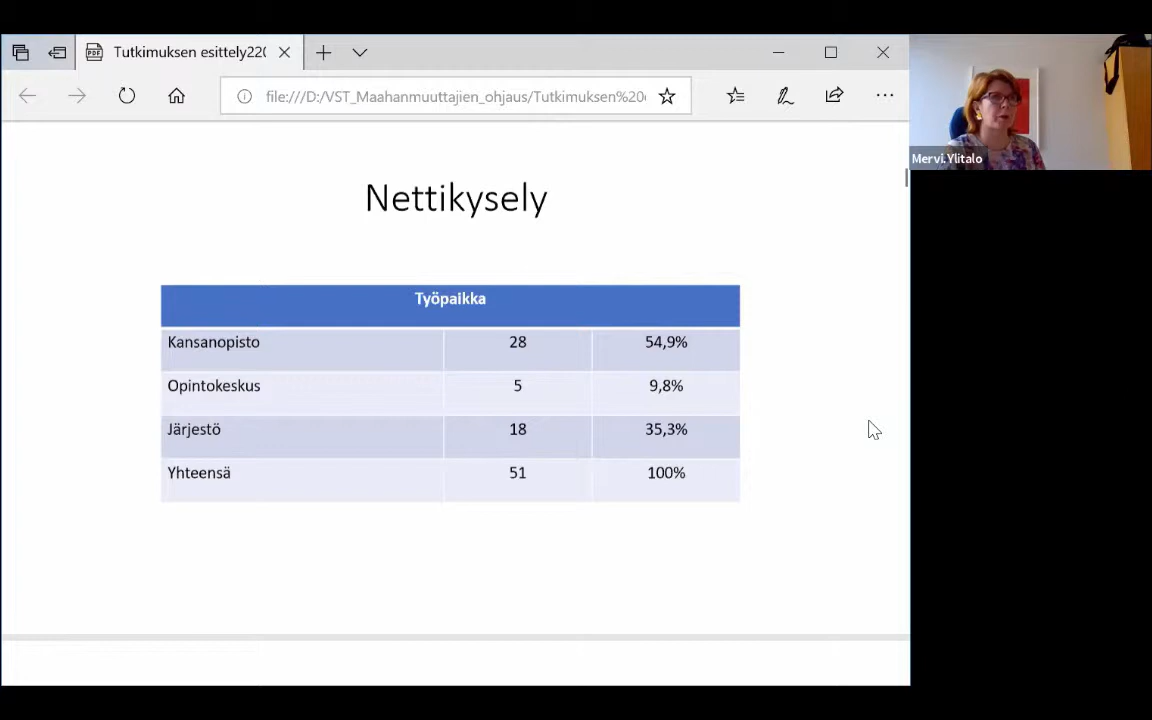 Tutkimuksen esittely220
file:///D:/VST_Maahanmuuttajien_ohjaus/Tutkimuksen%20
Mervi.Ylitalo
Nettikysely
Työpaikka
Kansanopisto 28 54,9%
Opintokeskus 5 9,8%
Järjestö 18 35,3%
Yhteensä 51 100%